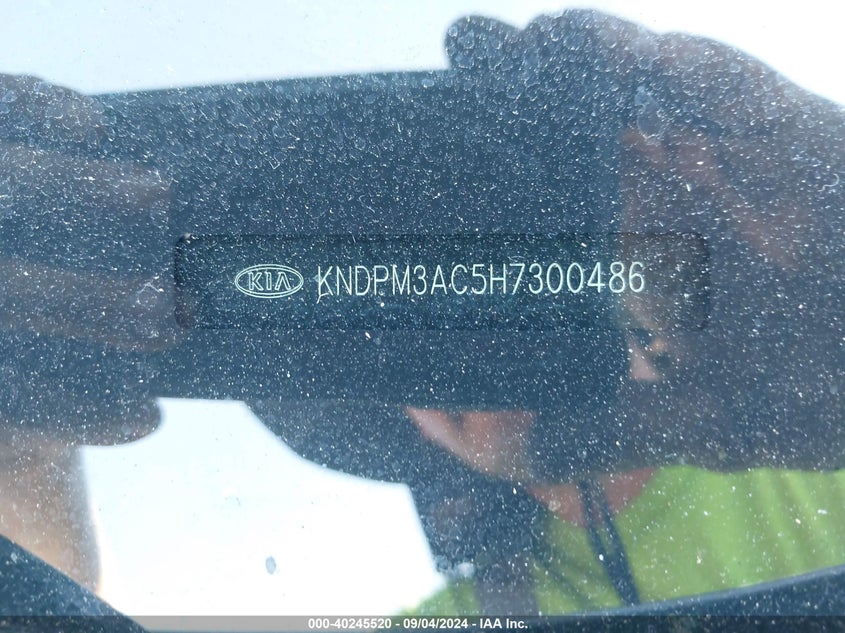 KIA KNDPM3AC5H7300486
000-40245520 - 09/04/2024 - IAA Inc.